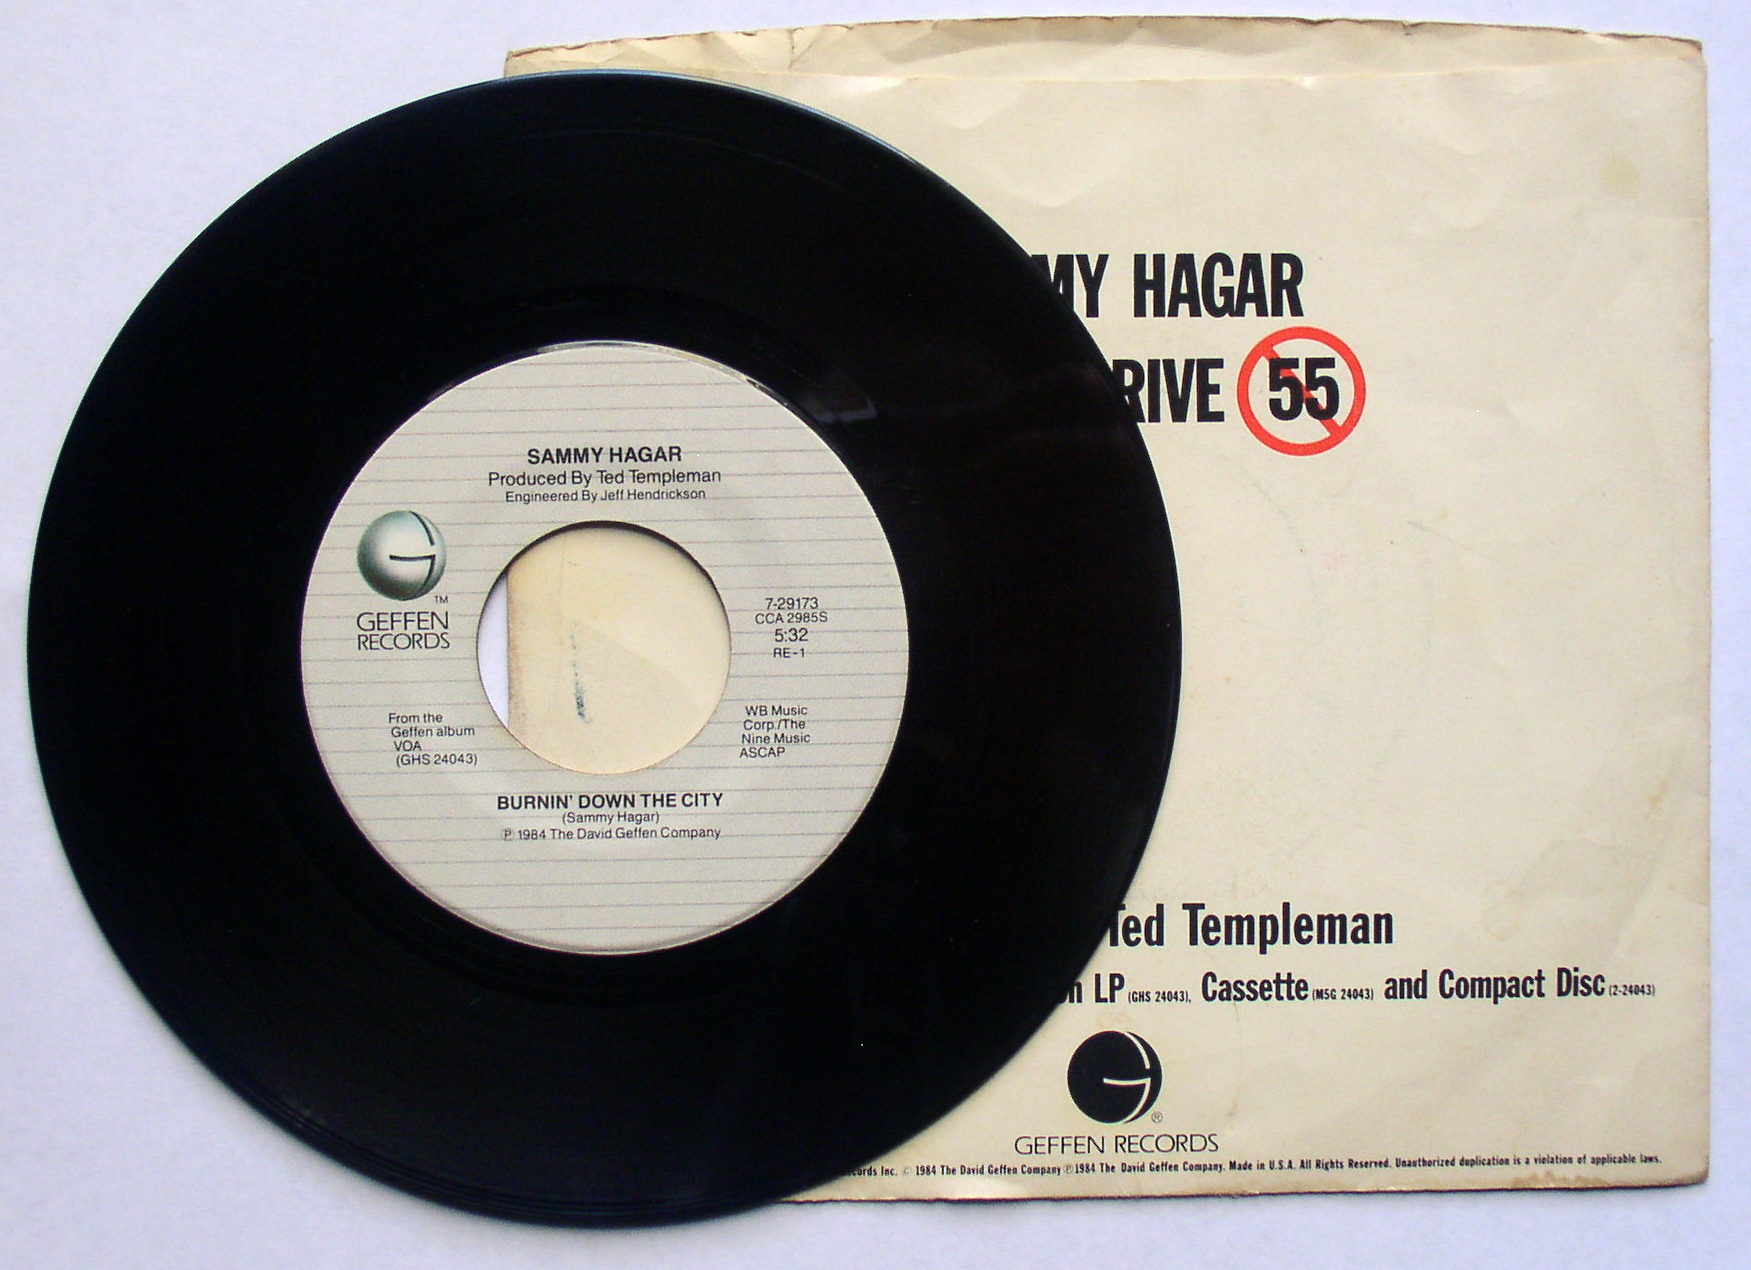 SAMMY HAGAR
Produced By Ted Templeman
Engineered By Jeff Hendrickson
TM
GEFFEN
RECORDS
7-29173
CCA 2985S
5:32
RE-1
From the
Geffen album
VOA
(GHS 24043)
WB Music
Corp./The
Nine Music
ASCAP
BURNIN' DOWN THE CITY
(Sammy Hagar)
Ⓟ 1984 The David Geffen Company
MY HAGAR
RIVE 55
Ted Templeman
on LP (GHS 24043), Cassette (M5G 24043) and Compact Disc (2-24043)
®
GEFFEN RECORDS
cords Inc. © 1984 The David Geffen Company Ⓟ 1984 The David Geffen Company. Made in U.S.A. All Rights Reserved. Unauthorized duplication is a violation of applicable laws.